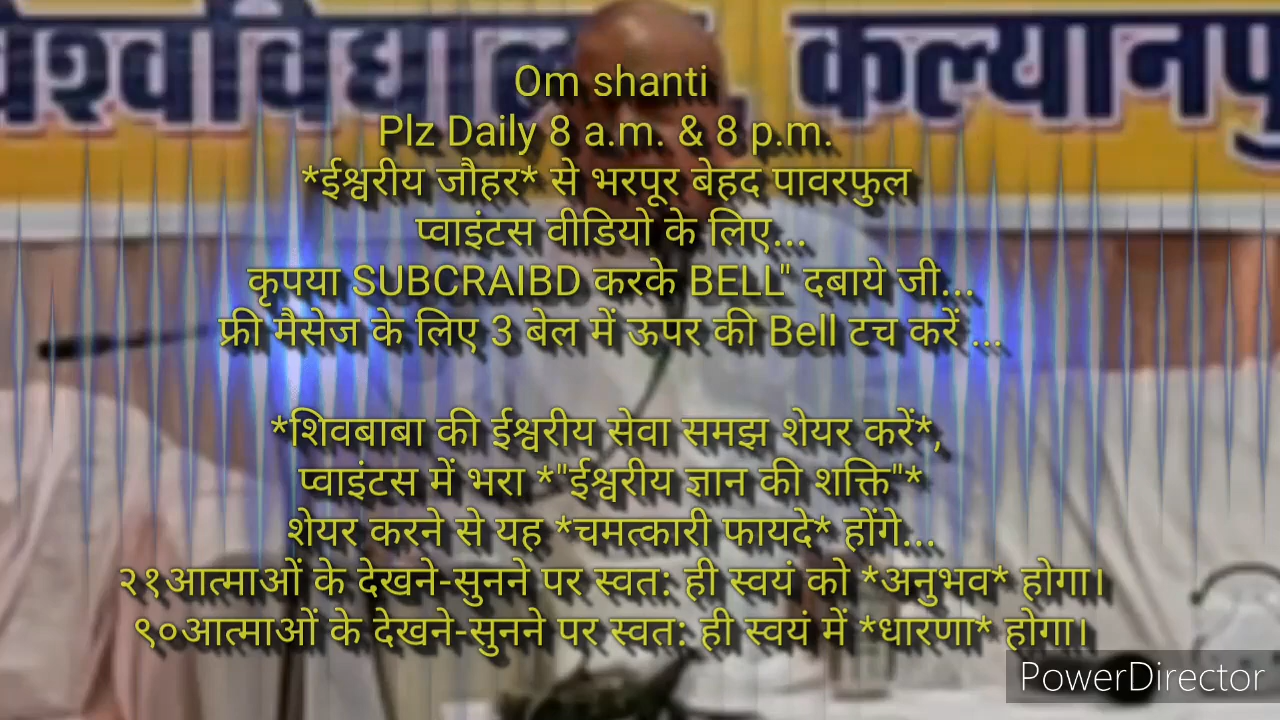 कल्यानपु
Om shanti
Plz Daily 8 a.m. & 8 p.m.
*ईश्वरीय जौहर* से भरपूर बेहद पावरफुल
प्वाइंटस वीडियो के लिए...
कृपया SUBCRAIBD करके BELL" दबाये जी...
फ्री मैसेज के लिए 3 बेल में ऊपर की Bell टच करें ...
*शिवबाबा की ईश्वरीय सेवा समझ शेयर करें*,
प्वाइंटस में भरा *"ईश्वरीय ज्ञान की शक्ति"*
शेयर करने से यह *चमत्कारी फायदे* होंगे...
२१आत्माओं के देखने-सुनने पर स्वत: ही स्वयं को *अनुभव* होगा।
९०आत्माओं के देखने-सुनने पर स्वत: ही स्वयं में *धारणा* होगा।
PowerDirector